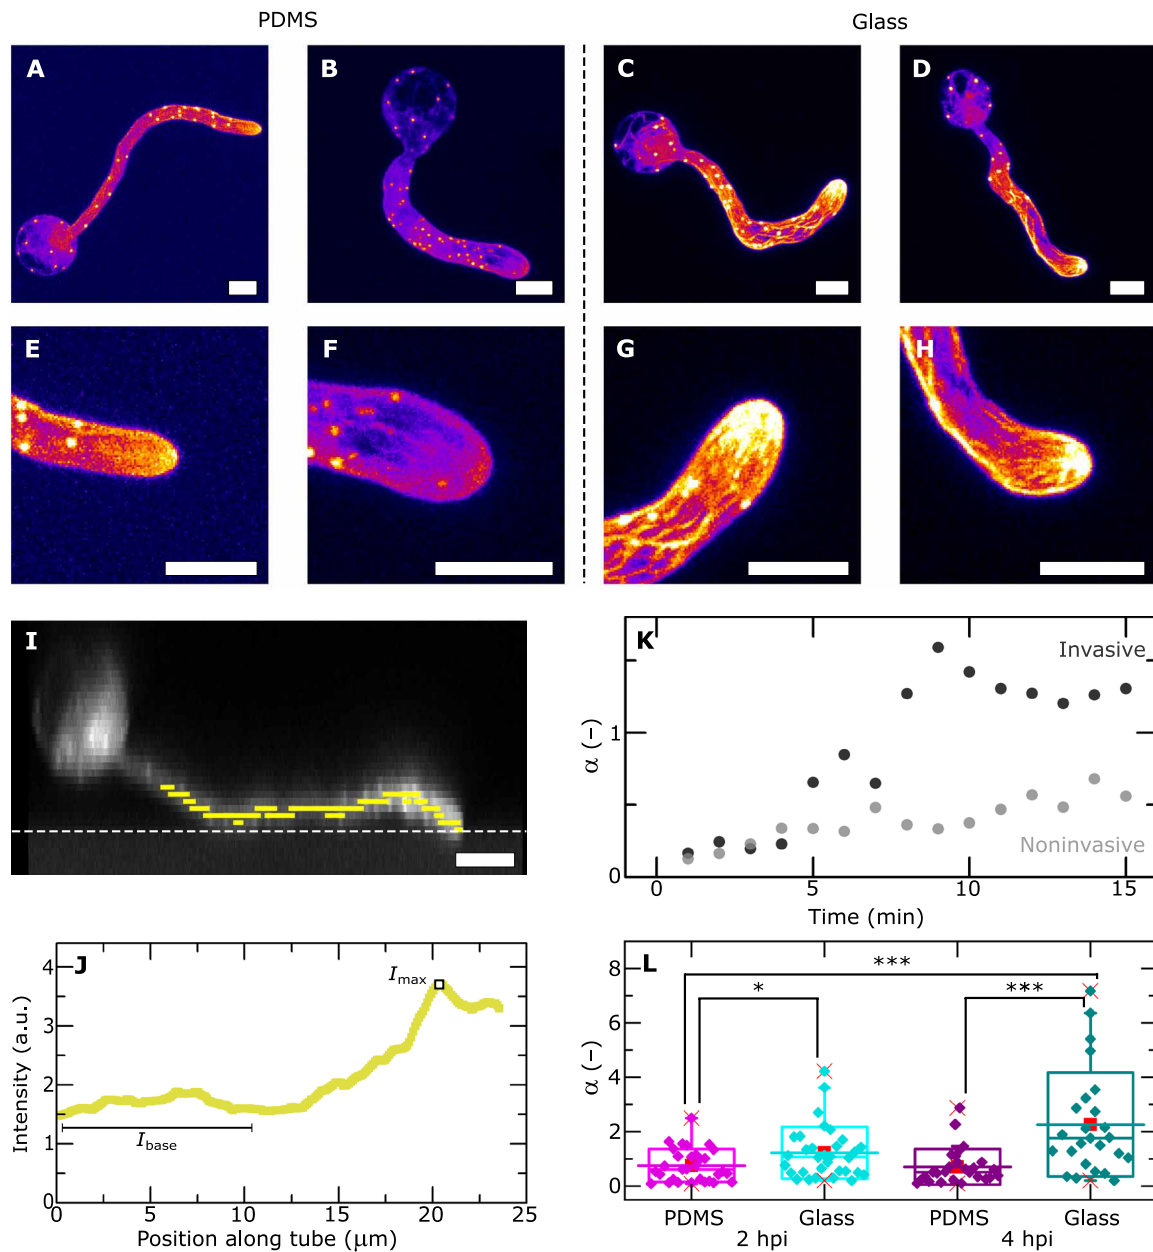 PDMS
Glass
A
B
C
D
E
F
G
H
I
K
Invasive
Noninvasive
α (−)
1
0
0
5
10
15
Time (min)
J
Imax
Ibase
Intensity (a.u.)
4
3
2
1
0
0
5
10
15
20
25
Position along tube (μm)
L
***
*
***
α (−)
8
6
4
2
0
PDMS
Glass
PDMS
Glass
2 hpi
4 hpi